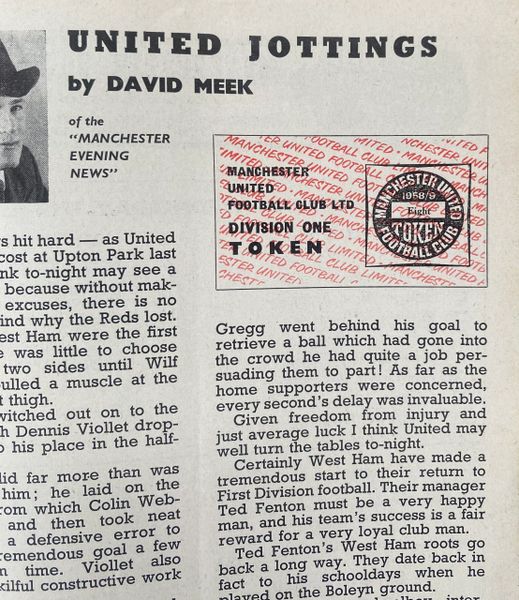 UNITED JOTTINGS
by DAVID MEEK
of the
"MANCHESTER
EVENING
NEWS"
hit hard — as United
cost at Upton Park last
to-night may see a
because without mak-
excuses, there is no
why the Reds lost.
Ham were the first
was little to choose
two sides until Wilf
pulled a muscle at the
thigh.
out on to the
Dennis Viollet drop-
his place in the half-
far more than was
him; he laid on the
from which Colin Web-
and then took neat
a defensive error to
goal a few
time. Viollet also
constructive work
MANCHESTER
UNITED
FOOTBALL CLUB LTD
DIVISION ONE
TOKEN
MANCHESTER UNITED
1958/9
Eight
TOKEN
FOOTBALL CLUB
Gregg went behind his goal to
retrieve a ball which had gone into
the crowd he had quite a job per-
suading them to part! As far as the
home supporters were concerned,
every second's delay was invaluable.
Given freedom from injury and
just average luck I think United may
well turn the tables to-night.
Certainly West Ham have made a
tremendous start to their return to
First Division football. Their manager
Ted Fenton must be a very happy
man, and his team's success is a fair
reward for a very loyal club man.
Ted Fenton's West Ham roots go
back a long way. They date back in
fact to his schooldays when he
played on the Boleyn ground.